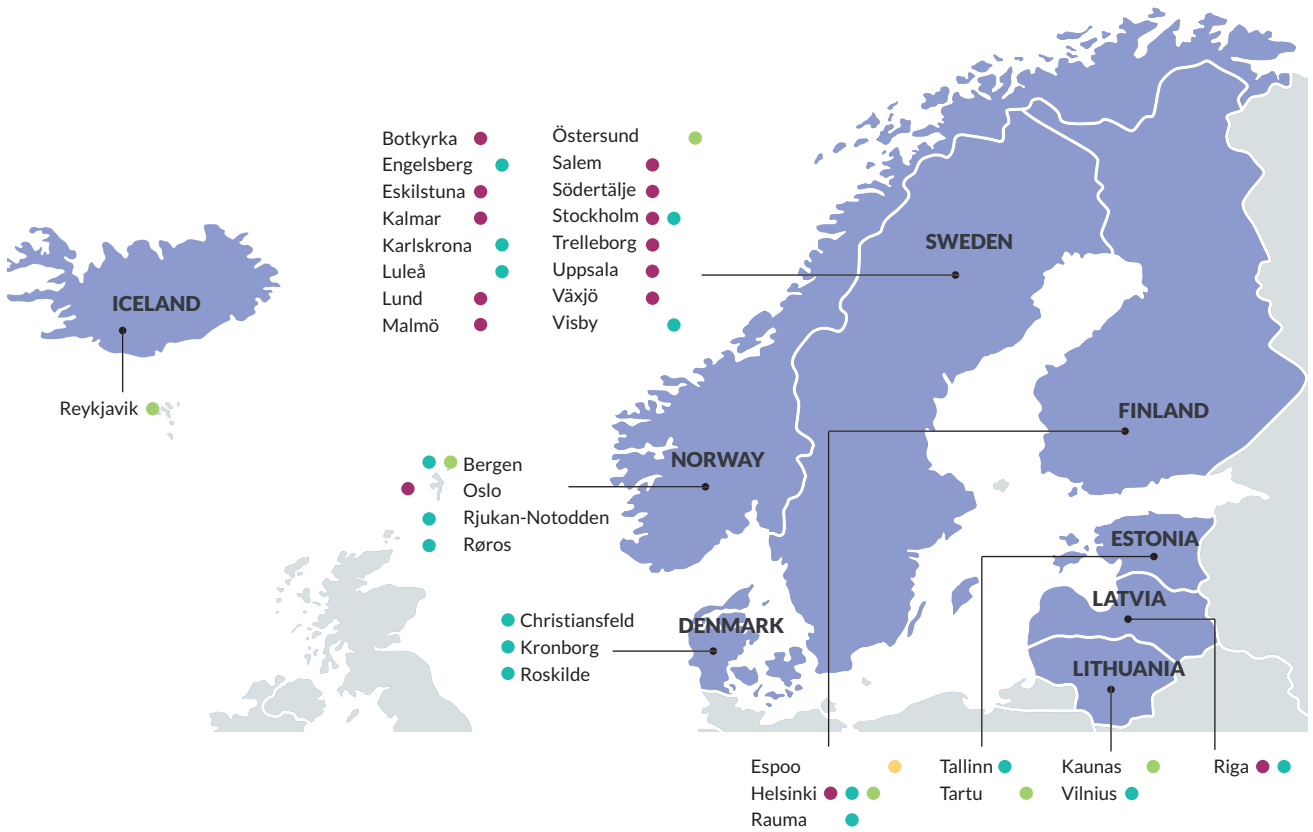 Botkyrka
Engelsberg
Eskilstuna
Kalmar
Karlskrona
Luleå
Lund
Malmö
Östersund
Salem
Södertälje
Stockholm
Trelleborg
Uppsala
Växjö
Visby
SWEDEN
ICELAND
Reykjavik
FINLAND
NORWAY
Bergen
Oslo
Rjukan-Notodden
Røros
ESTONIA
LATVIA
DENMARK
Christiansfeld
Kronborg
Roskilde
LITHUANIA
Espoo
Helsinki
Rauma
Tallinn
Tartu
Kaunas
Vilnius
Riga